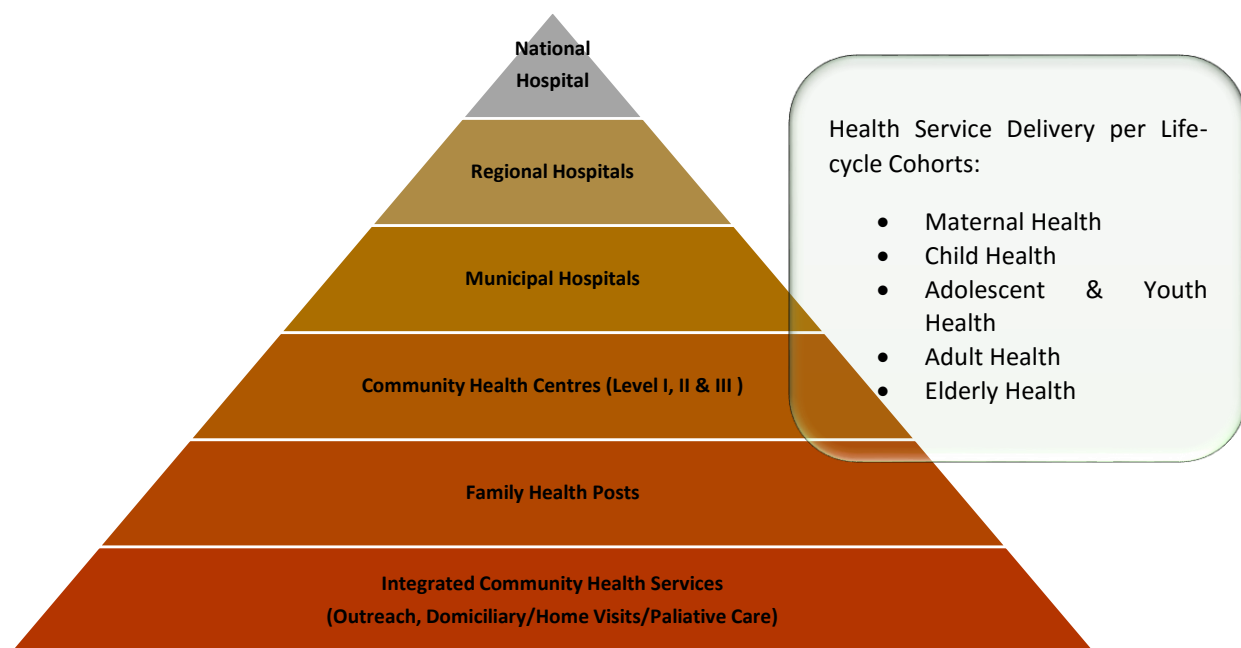 National
Hospital
Regional Hospitals
Municipal Hospitals
Community Health Centres (Level I, II & III )
Family Health Posts
Integrated Community Health Services
(Outreach, Domiciliary/Home Visits/Paliative Care)
Health Service Delivery per Life-
cycle Cohorts:
• Maternal Health
• Child Health
• Adolescent & Youth
Health
• Adult Health
• Elderly Health